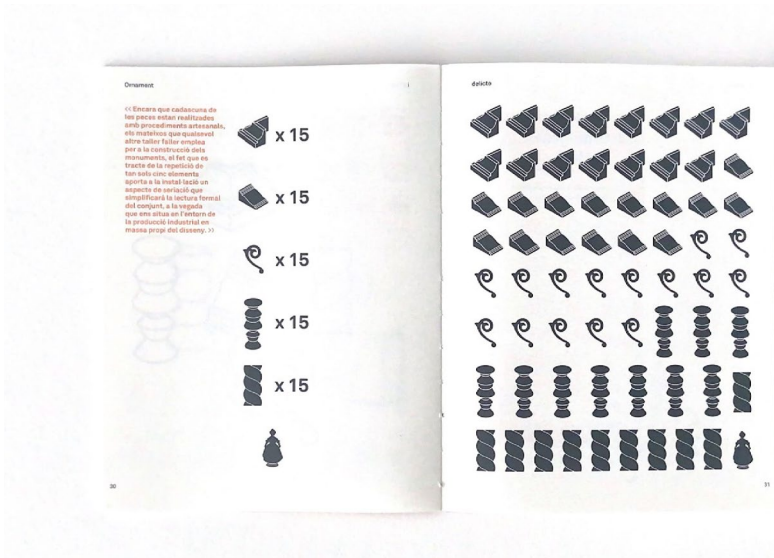 Ornament
i
delicte
«Encara que cadascuna de
les peces estan realitzades
amb procediments artesanals,
els mateixos que qualsevol
altre taller faller emplea
per a la construcció dels
monuments, el fet que es
tracte de la repetició de
tan sols cinc elements
aporta a la instal·lació un
aspecte de seriació que
simplificarà la lectura formal
del conjunt, a la vegada
que ens situa en l'entorn de
la producció industrial en
massa propi del disseny.»
x 15
x 15
x 15
x 15
x 15
30
31